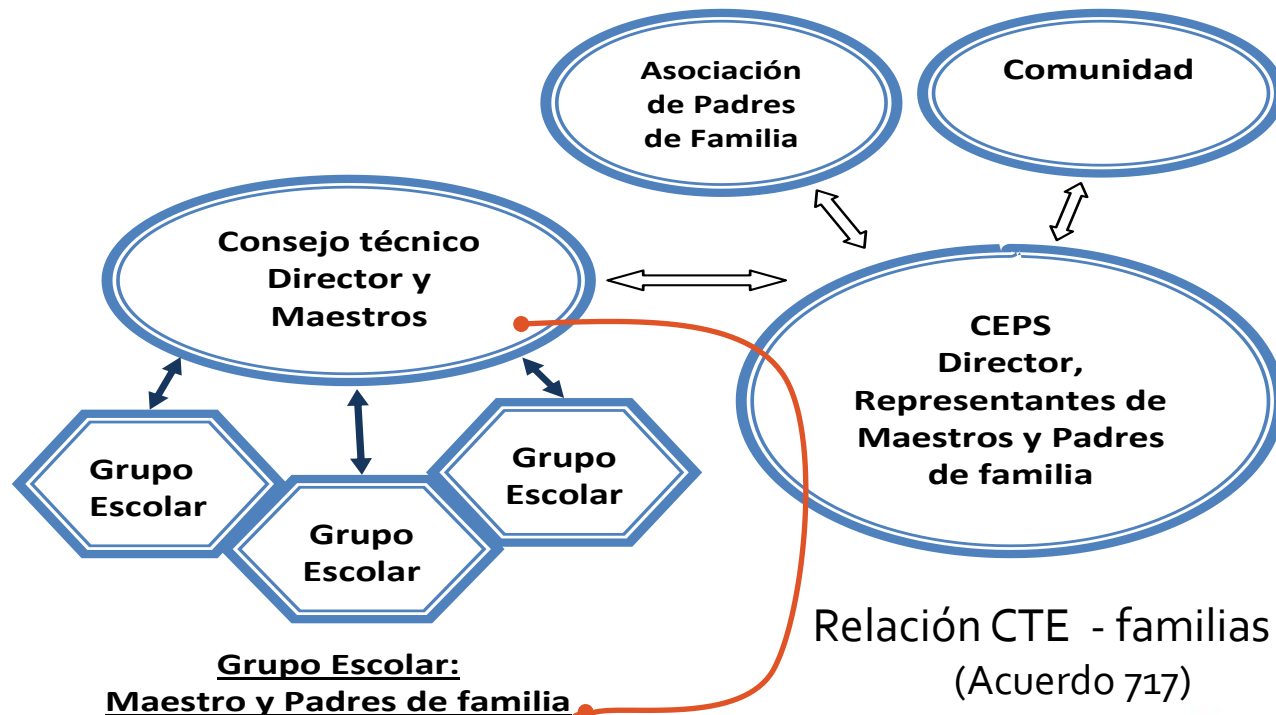 Asociación
de Padres
de Familia
Comunidad
Consejo técnico
Director y
Maestros
CEPS
Director,
Representantes de
Maestros y Padres
de familia
Grupo
Escolar
Grupo
Escolar
Grupo
Escolar
Grupo Escolar:
Maestro y Padres de familia
Relación CTE - familias
(Acuerdo 717)